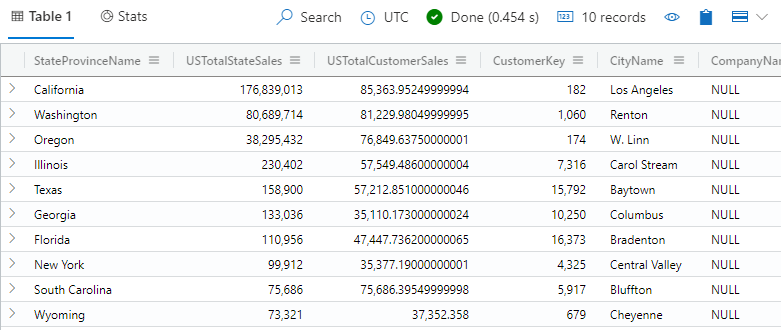 Table 1 Stats Search UTC Done (0.454 s) 123 10 records
StateProvinceName USTotalStateSales USTotalCustomerSales CustomerKey CityName CompanyNa
California 176,839,013 85,363.95249999994 182 Los Angeles NULL
Washington 80,689,714 81,229.98049999995 1,060 Renton NULL
Oregon 38,295,432 76,849.63750000001 174 W. Linn NULL
Illinois 230,402 57,549.48600000004 7,316 Carol Stream NULL
Texas 158,900 57,212.851000000046 15,792 Baytown NULL
Georgia 133,036 35,110.173000000024 10,250 Columbus NULL
Florida 110,956 47,447.736200000065 16,373 Bradenton NULL
New York 99,912 35,377.19000000001 4,325 Central Valley NULL
South Carolina 75,686 75,686.39549999998 5,917 Bluffton NULL
Wyoming 73,321 37,352.358 679 Cheyenne NULL